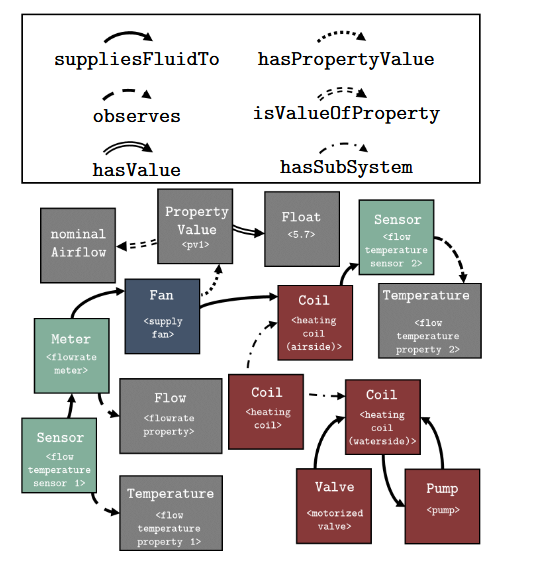 suppliesFluidTo
hasPropertyValue
observes
isValueOfProperty
hasValue
hasSubSystem
nominal
Airflow
Property
Value
<pv1>
Float
<5.7>
Sensor
<flow
temperature
sensor 2>
Fan
<supply
fan>
Coil
<heating
coil
(airside)>
Temperature
<flow
temperature
property 2>
Meter
<flowrate
meter>
Flow
<flowrate
property>
Coil
<heating
coil>
Coil
<heating
coil
(waterside)>
Sensor
<flow
temperature
sensor 1>
Temperature
<flow
temperature
property 1>
Valve
<motorized
valve>
Pump
<pump>